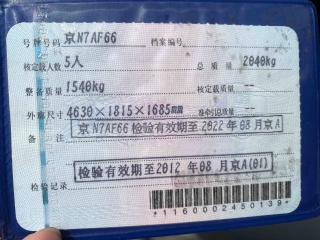 号牌号码 京N7AF66 档案编号
核定载人数 5人 总质量 2040kg
整备质量 1540kg 核定载质量 --
外廓尺寸 4630×1815×1685mm 准牵引总质量 --
备注 京N7AF66 检验有效期至2022年08月京A
检验有效期至2012年08月京A(01)
检验记录
*1160002450139*